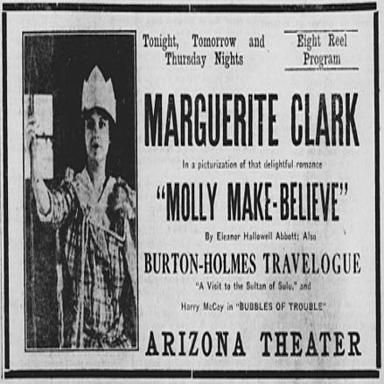 Tonight, Tomorrow and
Thursday Nights
Eight Reel
Program
MARGUERITE CLARK
In a picturization of that delightful romance
"MOLLY MAKE-BELIEVE"
By Eleanor Hallowell Abbott; Also
BURTON-HOLMES TRAVELOGUE
"A Visit to the Sultan of Sulu," and
Harry McCoy in "BUBBLES OF TROUBLE"
ARIZONA THEATER